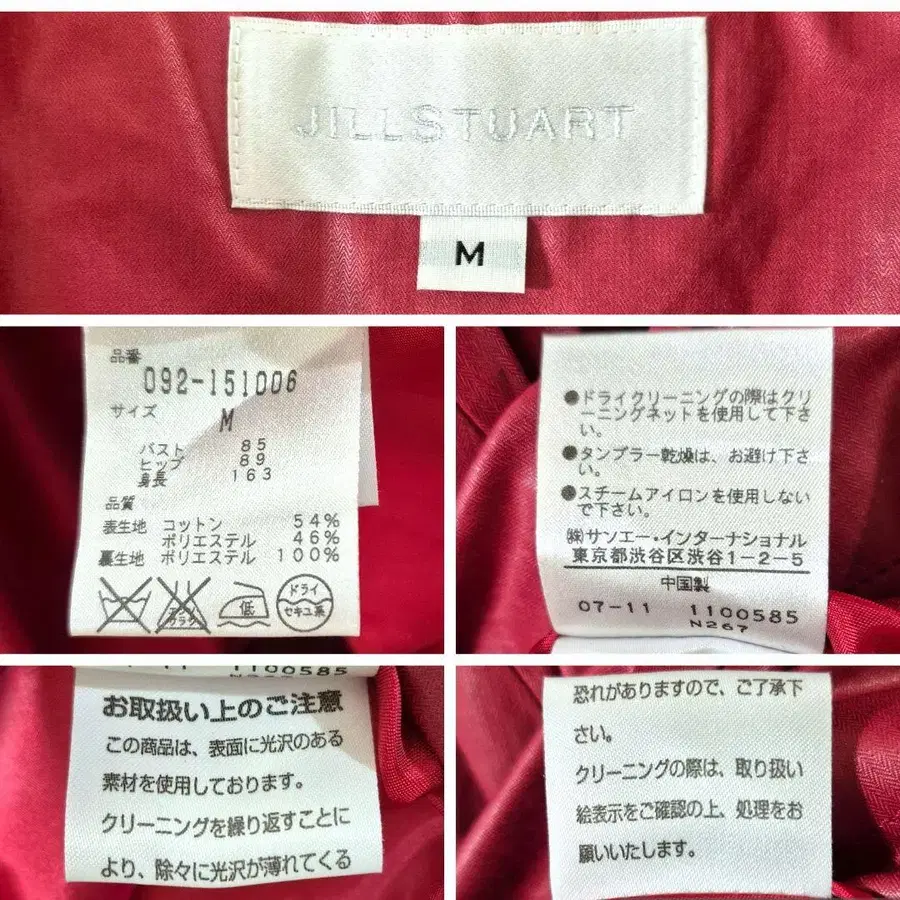 JILLSTUART
M
品番
092-151006
サイズ
M
バスト 85
ヒップ 89
身長 163
品質
表生地 コットン 54%
ポリエステル 46%
裏生地 ポリエステル 100%
低
ドライ
セキユ系
●ドライクリーニングの際はクリ
ーニングネットを使用して下さ
い。
●タンブラー乾燥は、お避け下さ
い。
●スチームアイロンを使用しない
で下さい。
㈱サンエー・インターナショナル
東京都渋谷区渋谷1-2-5
中国製
07-11 1100585
N267
11 1100585
お取扱い上のご注意
この商品は、表面に光沢のある
素材を使用しております。
クリーニングを繰り返すことに
より、除々に光沢が薄れてくる
恐れがありますので、ご了承下
さい。
クリーニングの際は、取り扱い
絵表示をご確認の上、処理をお
願いいたします。